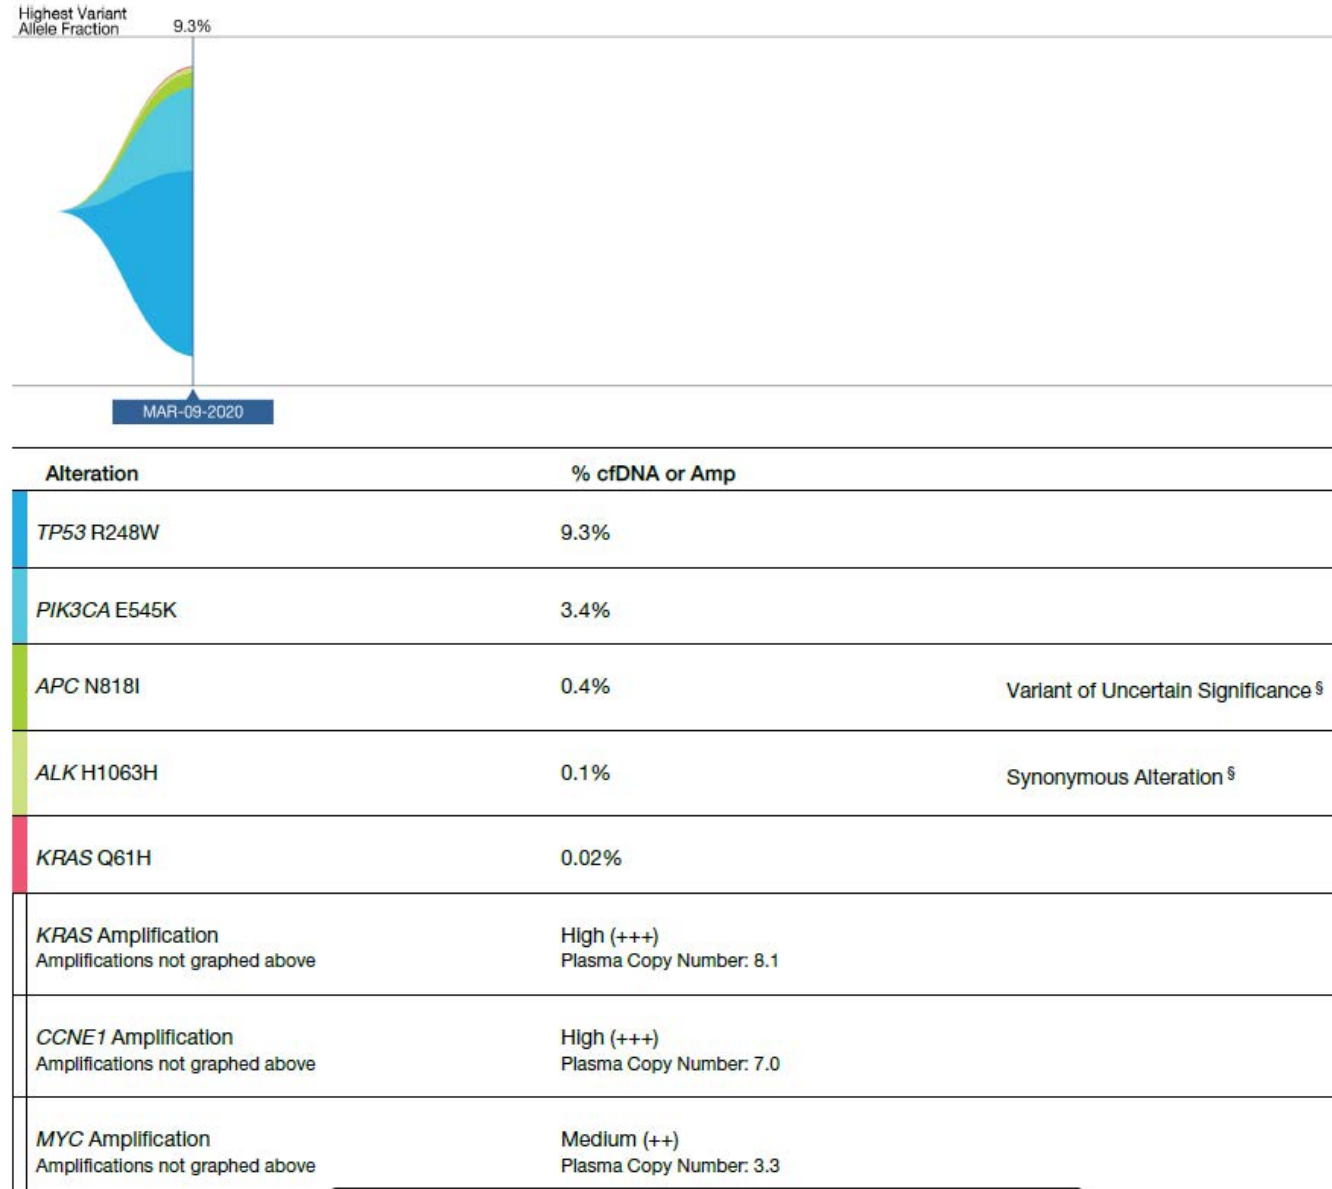 Highest Variant
Allele Fraction 9.3%
MAR-09-2020
Alteration % cfDNA or Amp
TP53 R248W 9.3%
PIK3CA E545K 3.4%
APC N818I 0.4% Variant of Uncertain Significance §
ALK H1063H 0.1% Synonymous Alteration §
KRAS Q61H 0.02%
KRAS Amplification High (+++)
Amplifications not graphed above Plasma Copy Number: 8.1
CCNE1 Amplification High (+++)
Amplifications not graphed above Plasma Copy Number: 7.0
MYC Amplification Medium (++)
Amplifications not graphed above Plasma Copy Number: 3.3